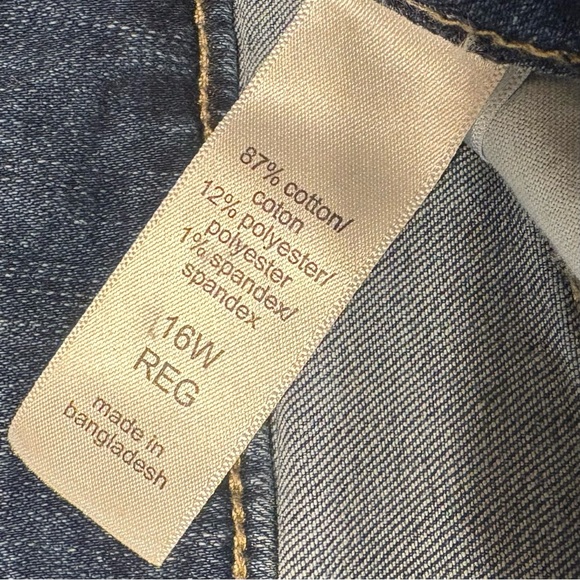 87% cotton/
coton
12% polyester/
polyester
1% spandex/
spandex
16W
REG
made in
bangladesh